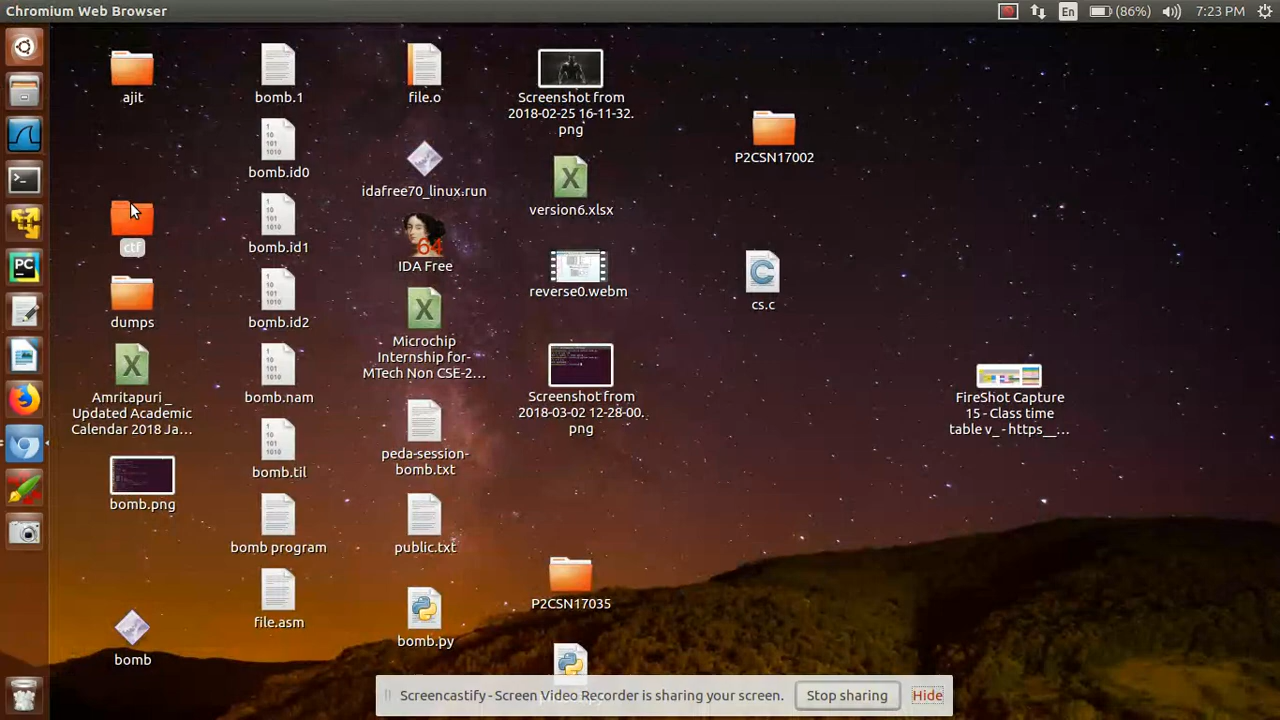 Chromium Web Browser
En
(86%)
7:23 PM
ajit
ctf
dumps
Amritapuri _
Updated Academic
Calendar 2018 Ja...
bomb.png
bomb
bomb.1
bomb.id0
bomb.id1
bomb.id2
bomb.nam
bomb.til
bomb program
file.asm
file.o
idafree70_linux.run
64
IDA Free
Microchip
Internship for-
MTech Non CSE-2...
peda-session-
bomb.txt
public.txt
bomb.py
Screenshot from
2018-02-25 16-11-32.
png
version6.xlsx
reverse0.webm
Screenshot from
2018-03-02 12-28-00.
png
P2CSN17035
P2CSN17002
cs.c
FireShot Capture
15 - Class time
table v_ - https__...
Screencastify - Screen Video Recorder is sharing your screen.
Stop sharing
Hide